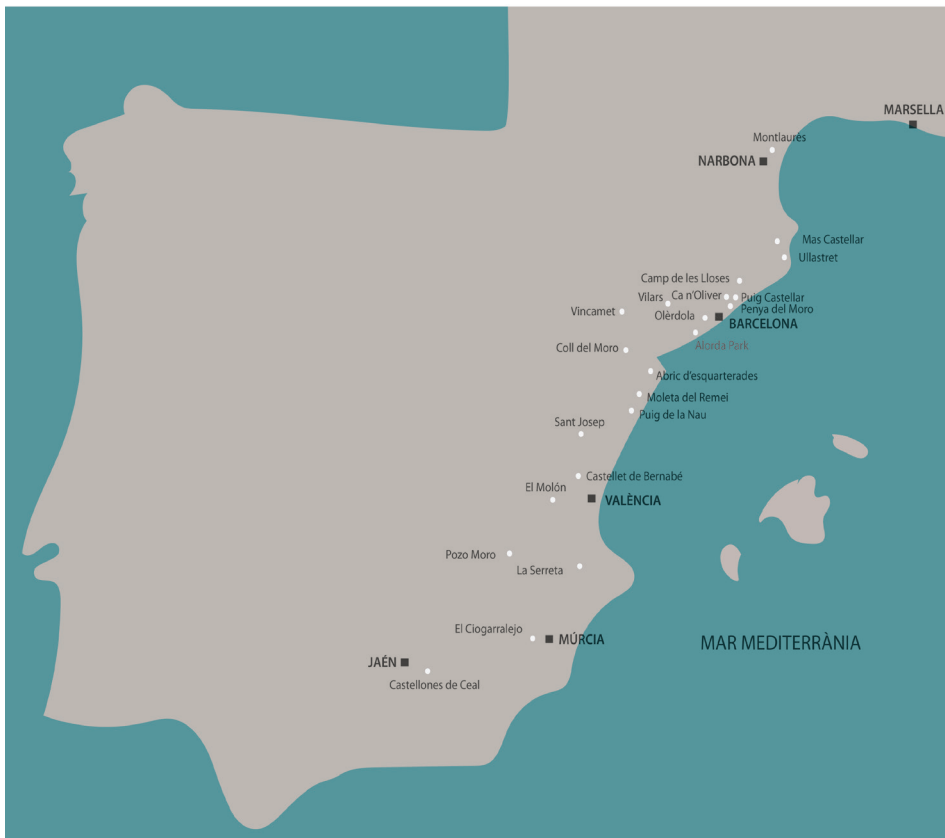 MARSELLA
Montlaurés
NARBONA
Mas Castellar
Ullastret
Camp de les Lloses
Vilars
Ca n'Oliver
Puig Castellar
Penya del Moro
Vincamet
Olèrdola
BARCELONA
Alorda Park
Coll del Moro
Abric d'esquarterades
Moleta del Remei
Puig de la Nau
Sant Josep
Castellet de Bernabé
El Molón
VALÈNCIA
Pozo Moro
La Serreta
El Ciogarralejo
MÚRCIA
MAR MEDITERRÀNIA
JAÉN
Castellones de Ceal